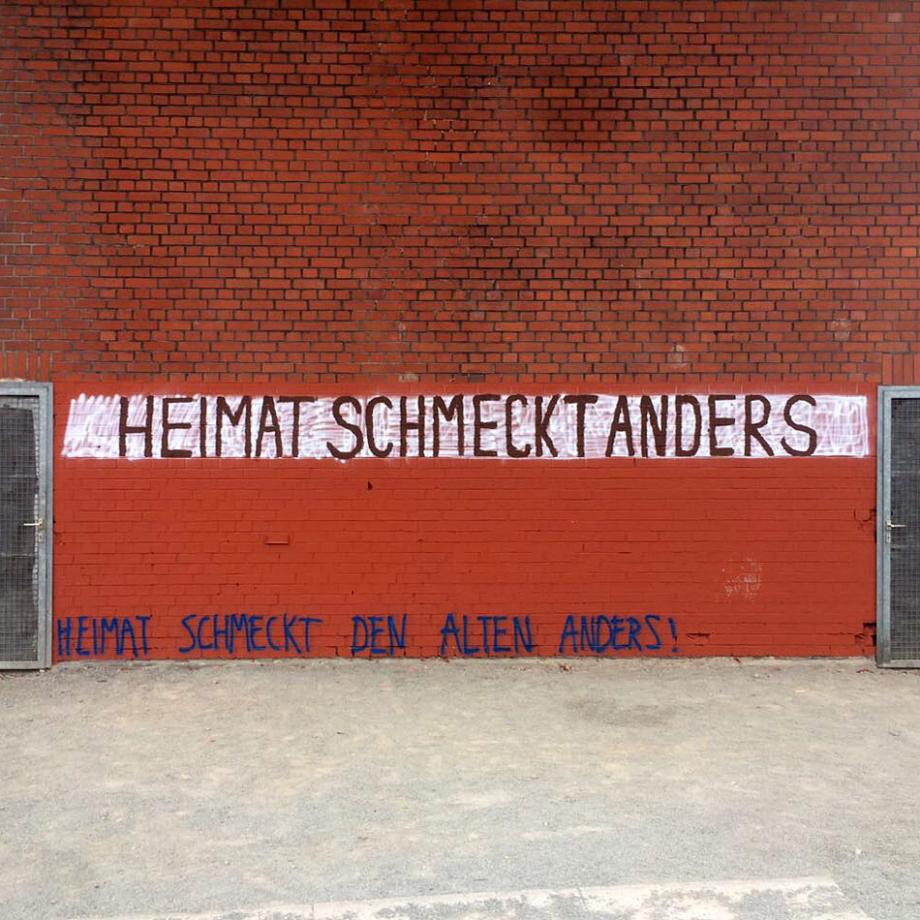 HEIMAT SCHMECKT ANDERS
HEIMAT SCHMECKT DEN ALTEN ANDERS!